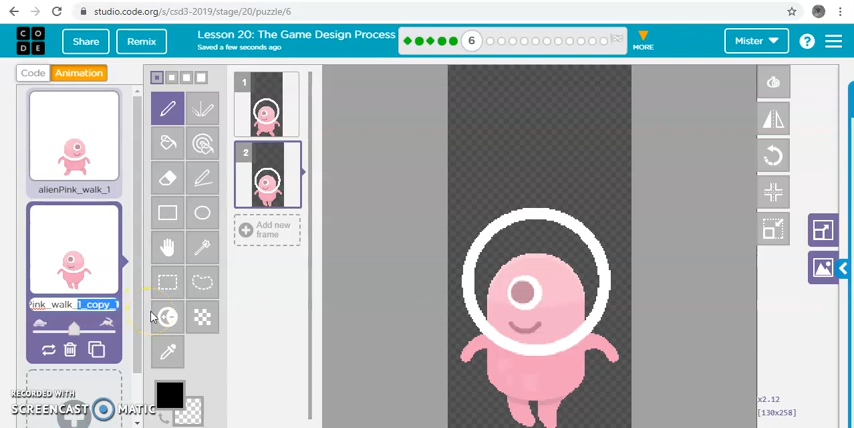 studio.code.org/s/csd3-2019/stage/20/puzzle/6
C O
D E
Share
Remix
Lesson 20: The Game Design Process
Saved a few seconds ago
6
MORE
Mister
?
Code
Animation
alienPink_walk_1
Pink_walk_1_copy_1
1
2
Add new
frame
x2.12
[130x258]
RECORDED WITH
SCREENCAST MATIC